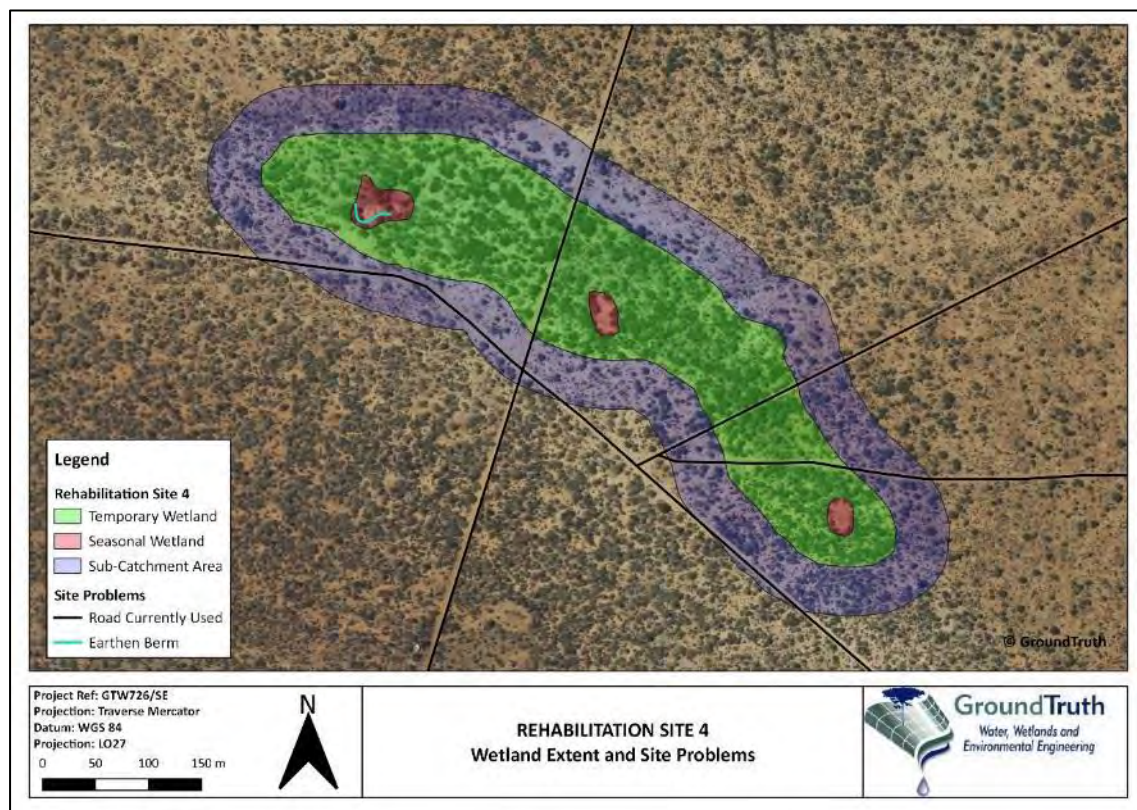 Legend
Rehabilitation Site 4
Temporary Wetland
Seasonal Wetland
Sub-Catchment Area
Site Problems
Road Currently Used
Earthen Berm
© GroundTruth
Project Ref: GTW726/SE
Projection: Traverse Mercator
Datum: WGS 84
Projection: LO27
0 50 100 150 m
N
REHABILITATION SITE 4
Wetland Extent and Site Problems
GroundTruth
Water, Wetlands and
Environmental Engineering